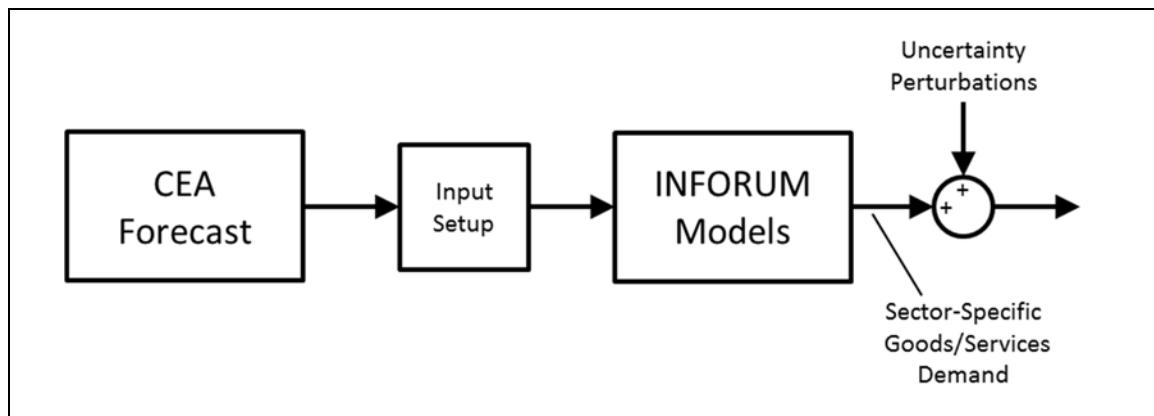 Uncertainty
Perturbations
CEA
Forecast
Input
Setup
INFORUM
Models
+
+
Sector-Specific
Goods/Services
Demand